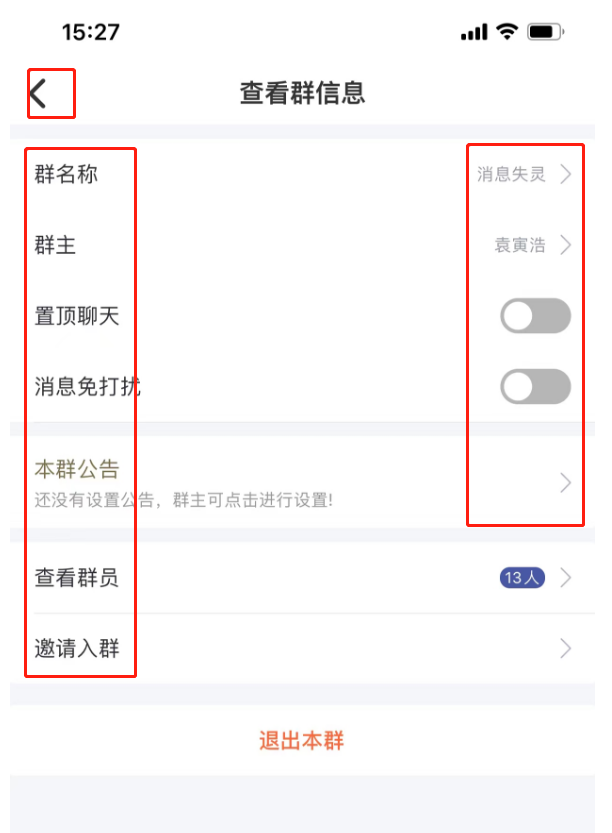 15:27
查看群信息
群名称 消息失灵
群主 袁寅浩
置顶聊天
消息免打扰
本群公告
还没有设置公告，群主可点击进行设置!
查看群员 13人
邀请入群
退出本群